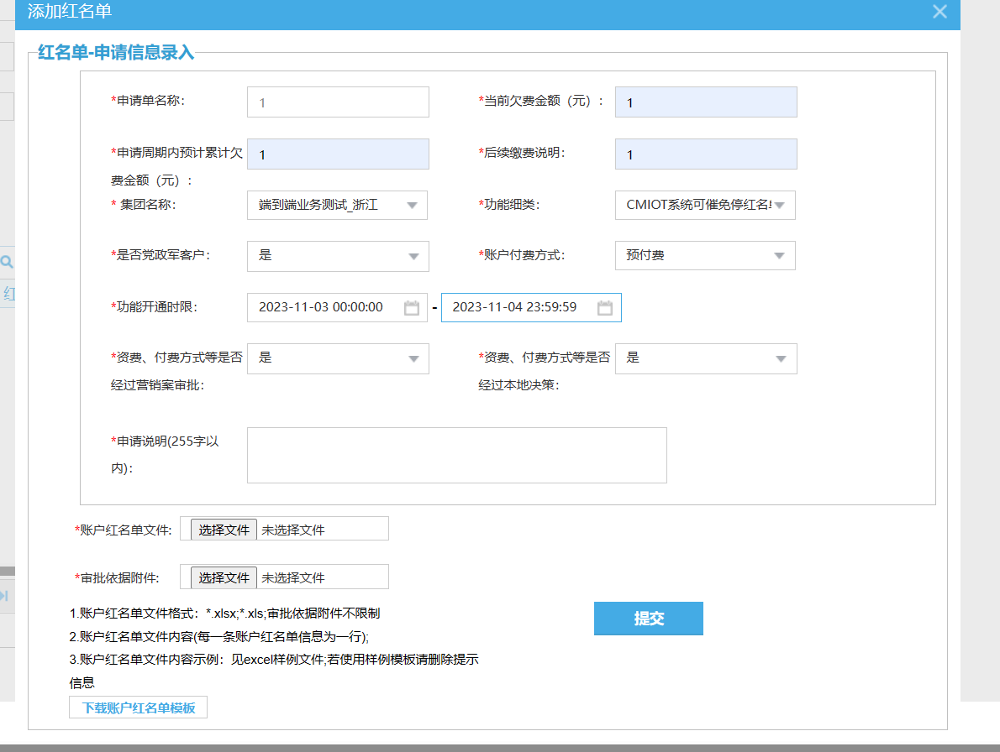 添加红名单
红名单-申请信息录入
*申请单名称: 1 *当前欠费金额（元）: 1
*申请周期内预计累计欠 1 *后续缴费说明: 1
费金额（元）:
* 集团名称: 端到端业务测试_浙江 *功能细类: CMIOT系统可催免停红名单
*是否党政军客户: 是 *账户付费方式: 预付费
*功能开通时限: 2023-11-03 00:00:00 - 2023-11-04 23:59:59
*资费、付费方式等是否 是 *资费、付费方式等是否 是
经过营销案审批: 经过本地决策:
*申请说明(255字以
内):
红
*账户红名单文件: 选择文件 未选择文件
*审批依据附件: 选择文件 未选择文件
1.账户红名单文件格式：*.xlsx;*.xls;审批依据附件不限制
提交
2.账户红名单文件内容(每一条账户红名单信息为一行);
3.账户红名单文件内容示例：见excel样例文件;若使用样例模板请删除提示
信息
下载账户红名单模板